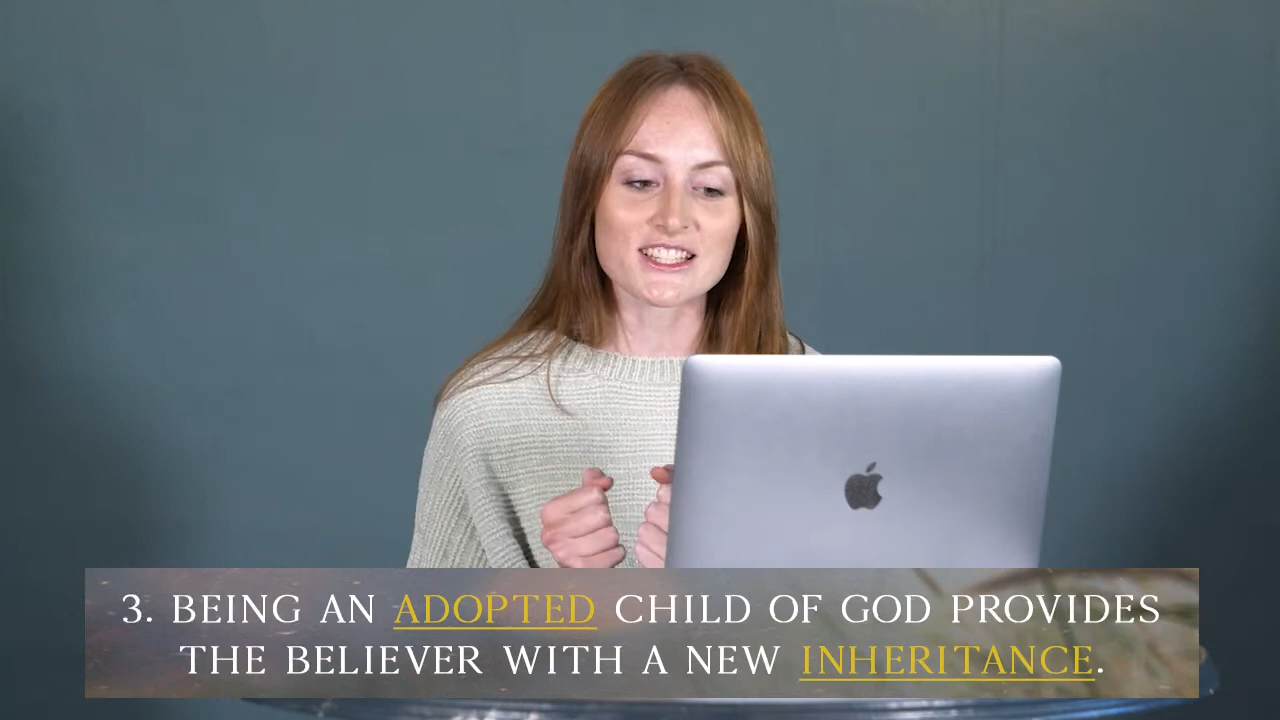 3. BEING AN ADOPTED CHILD OF GOD PROVIDES
THE BELIEVER WITH A NEW INHERITANCE.